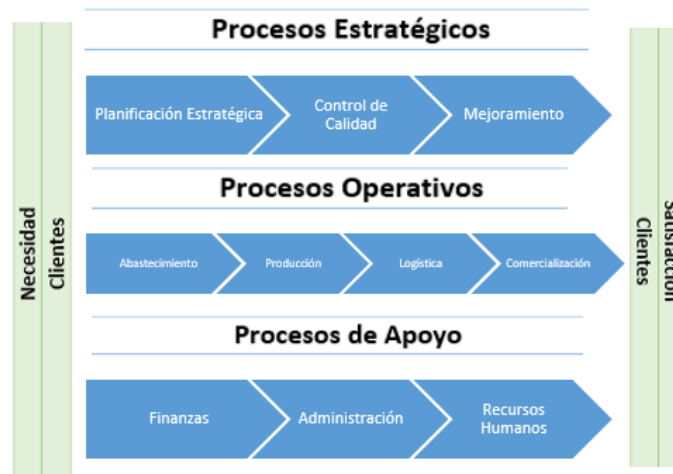 Procesos Estratégicos
Necesidad
Clientes
Planificación Estratégica
Control de
Calidad
Mejoramiento
Procesos Operativos
Abastecimiento
Producción
Logística
Comercialización
Procesos de Apoyo
Finanzas
Administración
Recursos
Humanos
Clientes
Satisfacción